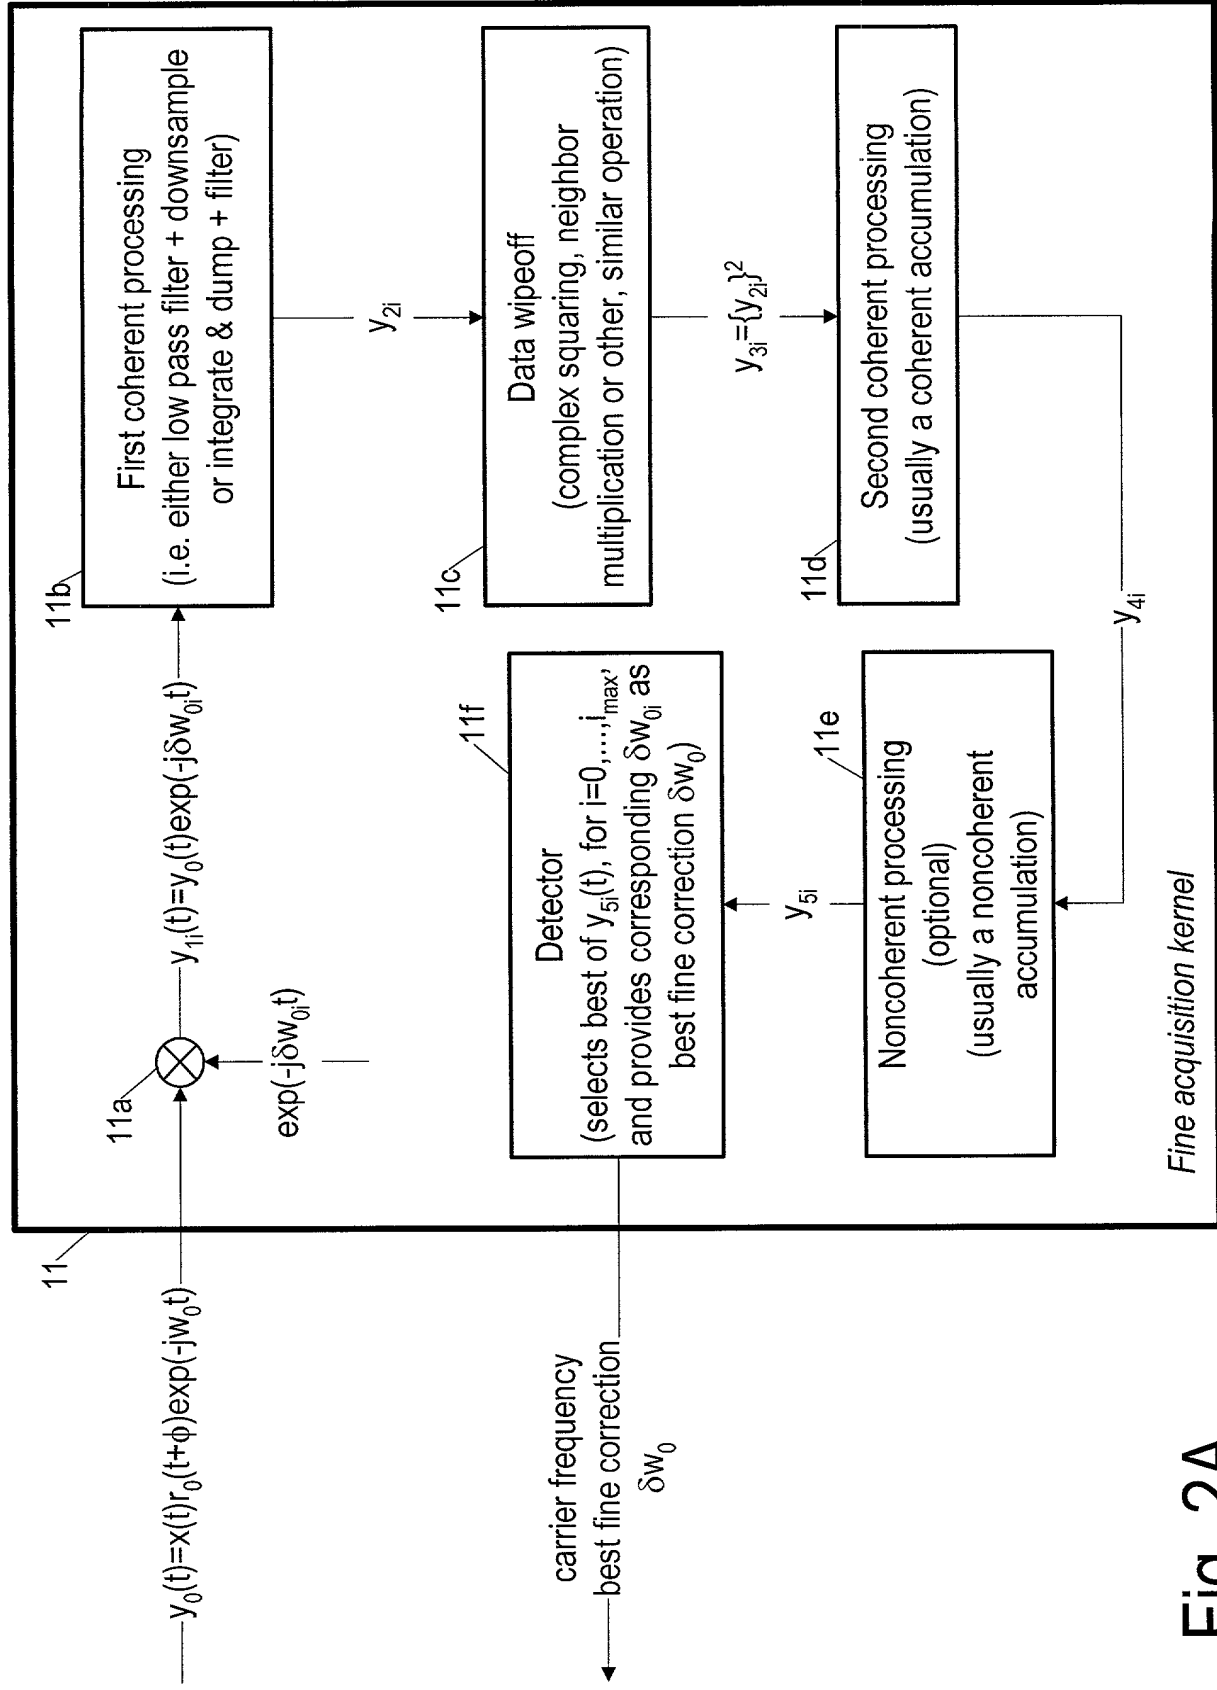 y0(t)=x(t)r0(t+ϕ)exp(-jw0t)
11
11a
exp(-jδw0it)
y1i(t)=y0(t)exp(-jδw0it)
11b
First coherent processing
(i.e. either low pass filter + downsample
or integrate & dump + filter)
y2i
11c
Data wipeoff
(complex squaring, neighbor
multiplication or other, similar operation)
y3i={y2i}²
11d
Second coherent processing
(usually a coherent accumulation)
y4i
11e
Noncoherent processing
(optional)
(usually a noncoherent
accumulation)
y5i
11f
Detector
(selects best of y5i(t), for i=0,...,imax,
and provides corresponding δw0i as
best fine correction δw0)
carrier frequency
best fine correction
δw0
Fine acquisition kernel
Fig. 2A